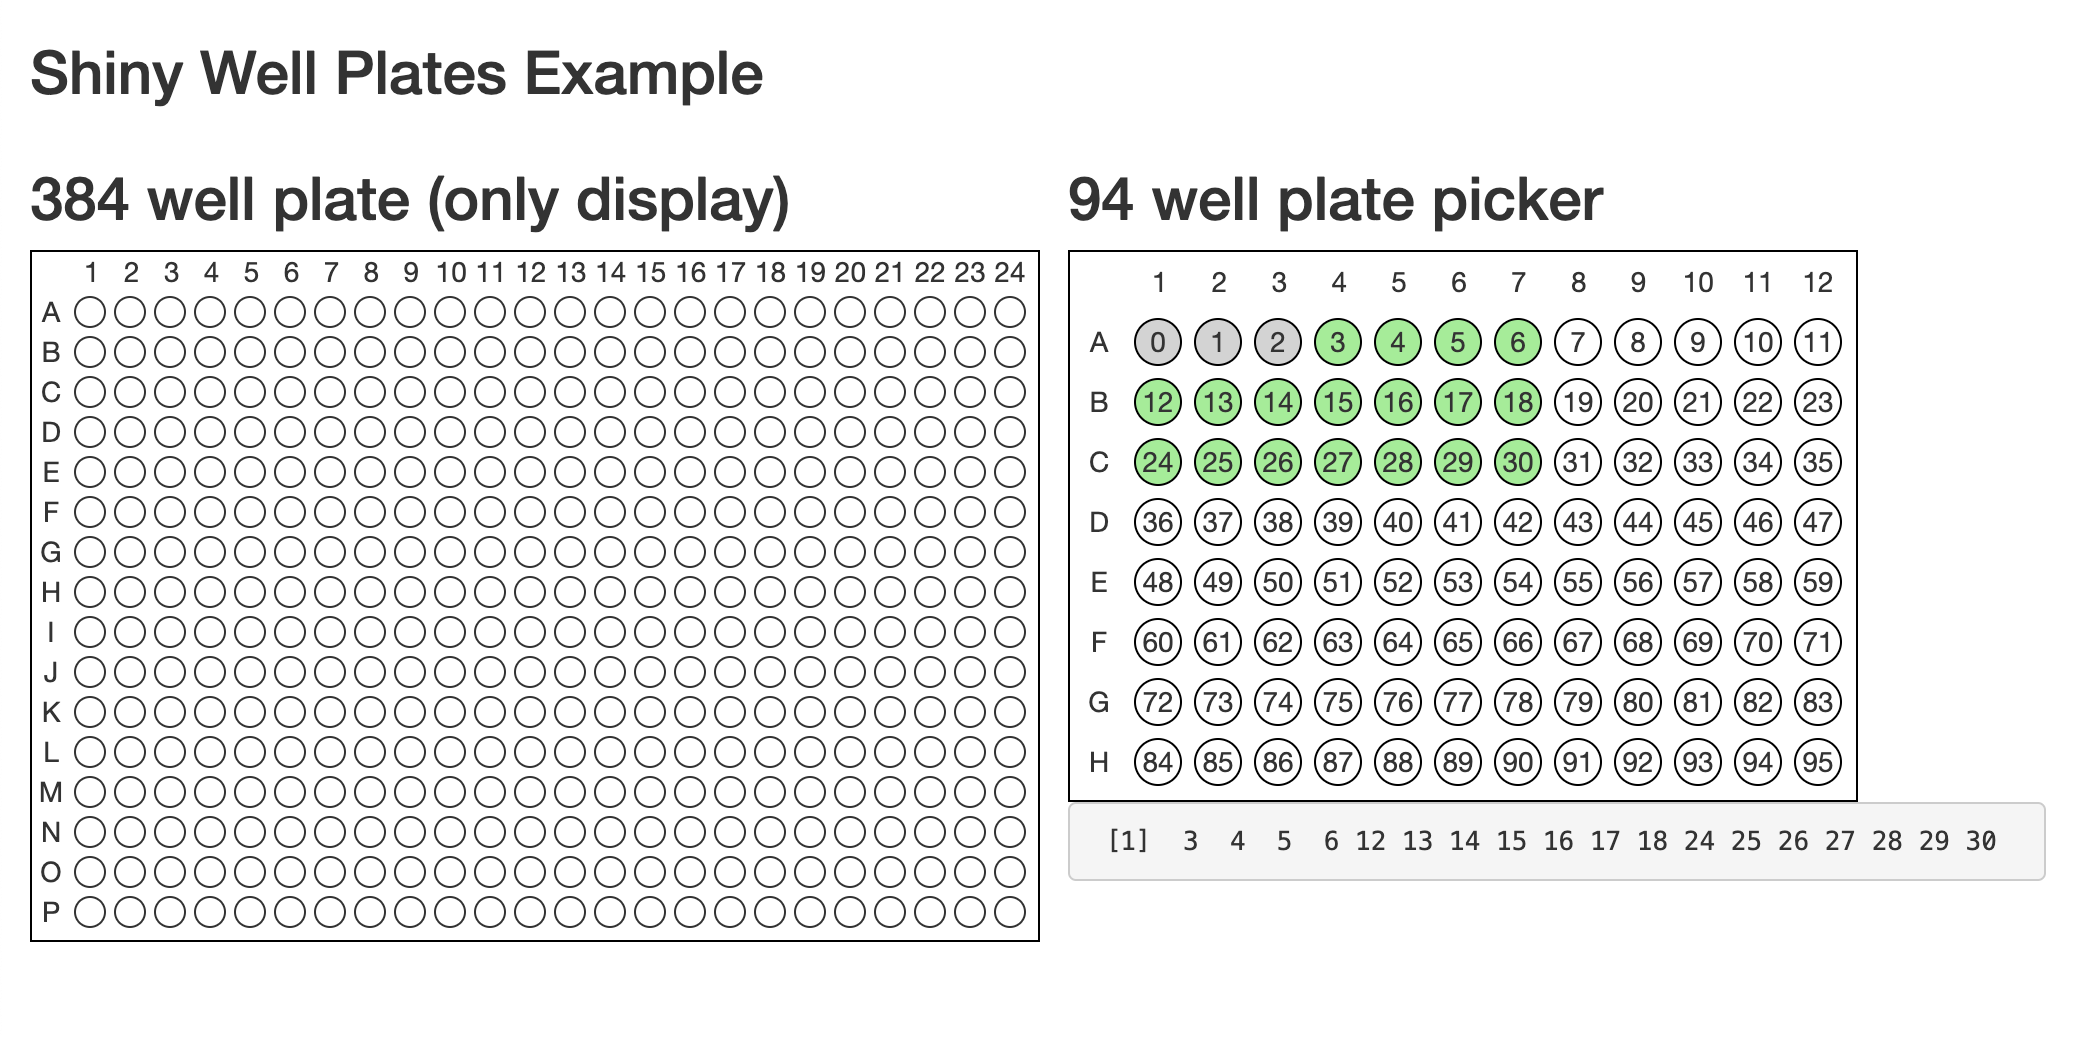 Shiny Well Plates Example
384 well plate (only display)
1 2 3 4 5 6 7 8 9 10 11 12 13 14 15 16 17 18 19 20 21 22 23 24
A
B
C
D
E
F
G
H
I
J
K
L
M
N
O
P
94 well plate picker
1 2 3 4 5 6 7 8 9 10 11 12
A 0 1 2 3 4 5 6 7 8 9 10 11
B 12 13 14 15 16 17 18 19 20 21 22 23
C 24 25 26 27 28 29 30 31 32 33 34 35
D 36 37 38 39 40 41 42 43 44 45 46 47
E 48 49 50 51 52 53 54 55 56 57 58 59
F 60 61 62 63 64 65 66 67 68 69 70 71
G 72 73 74 75 76 77 78 79 80 81 82 83
H 84 85 86 87 88 89 90 91 92 93 94 95
[1] 3 4 5 6 12 13 14 15 16 17 18 24 25 26 27 28 29 30